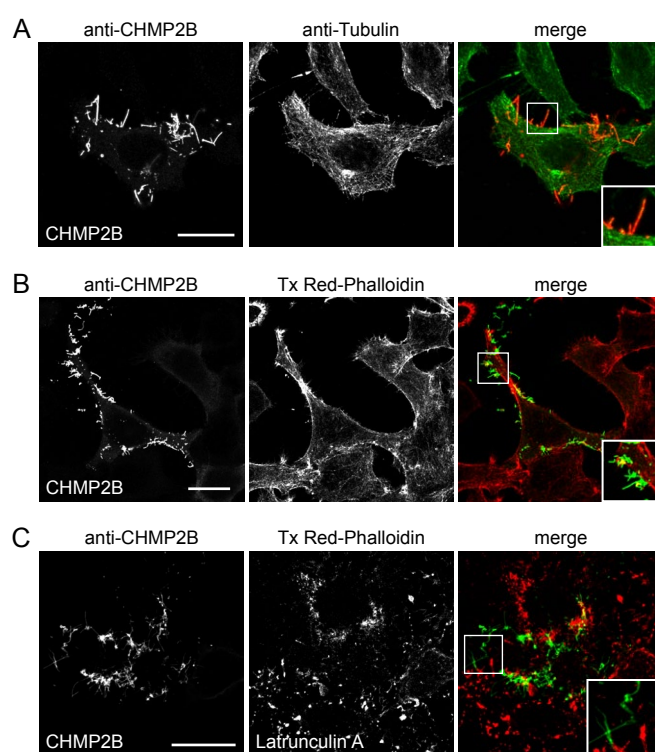 A
anti-CHMP2B anti-Tubulin merge
CHMP2B
B
anti-CHMP2B Tx Red-Phalloidin merge
CHMP2B
C
anti-CHMP2B Tx Red-Phalloidin merge
CHMP2B Latrunculin A